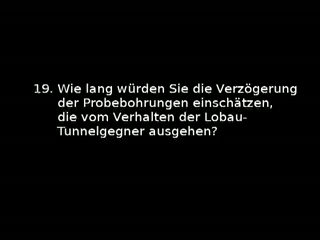 19. Wie lang würden Sie die Verzögerung
der Probebohrungen einschätzen,
die vom Verhalten der Lobau-
Tunnelgegner ausgehen?